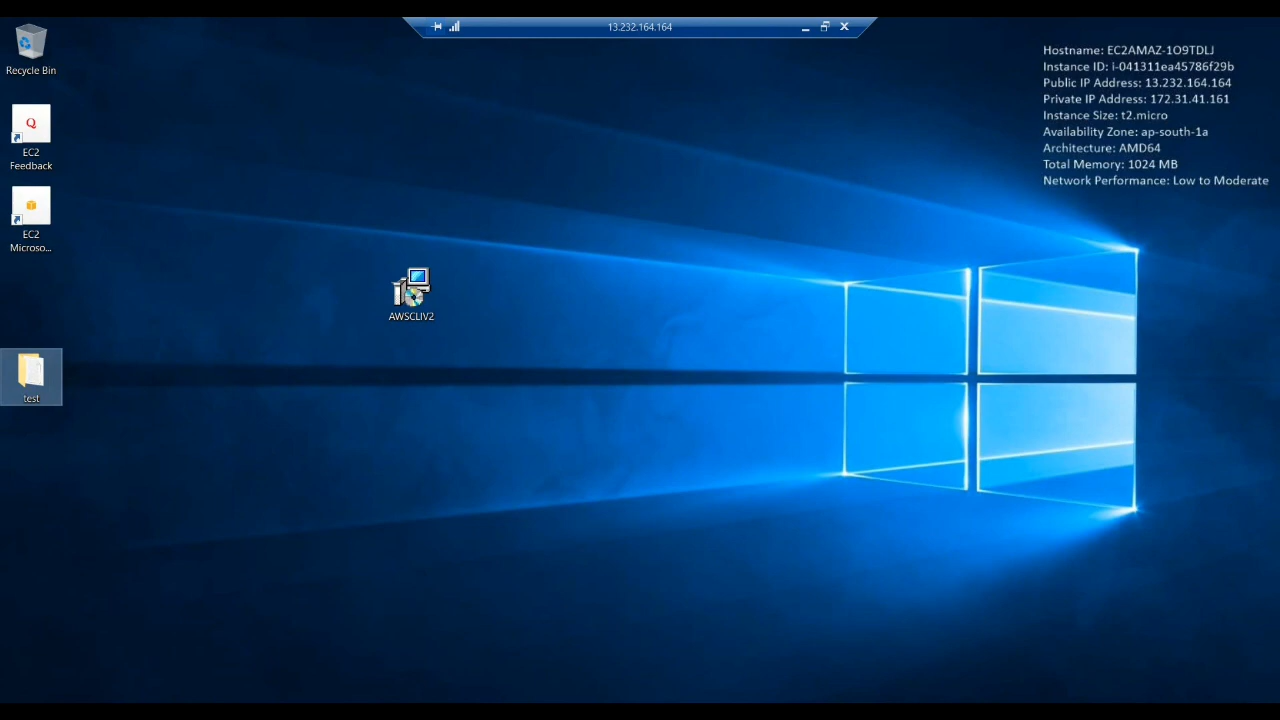 13.232.164.164
Recycle Bin
Q
EC2
Feedback
EC2
Microso...
AWSCLIV2
test
Hostname: EC2AMAZ-1O9TDLJ
Instance ID: i-041311ea45786f29b
Public IP Address: 13.232.164.164
Private IP Address: 172.31.41.161
Instance Size: t2.micro
Availability Zone: ap-south-1a
Architecture: AMD64
Total Memory: 1024 MB
Network Performance: Low to Moderate